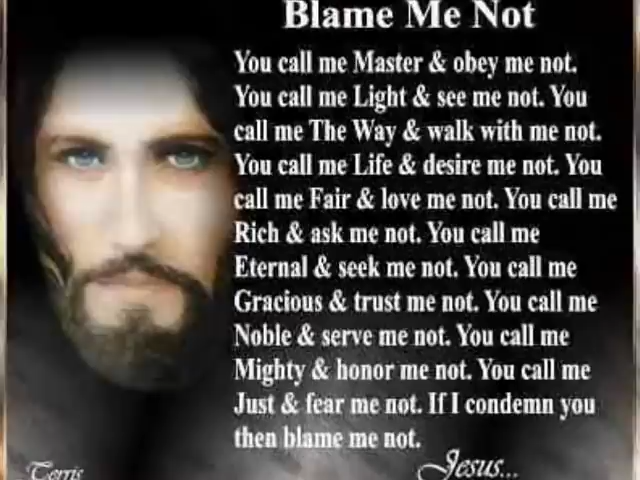 Blame Me Not
You call me Master & obey me not.
You call me Light & see me not. You
call me The Way & walk with me not.
You call me Life & desire me not. You
call me Fair & love me not. You call me
Rich & ask me not. You call me
Eternal & seek me not. You call me
Gracious & trust me not. You call me
Noble & serve me not. You call me
Mighty & honor me not. You call me
Just & fear me not. If I condemn you
then blame me not.
Terris
Jesus...